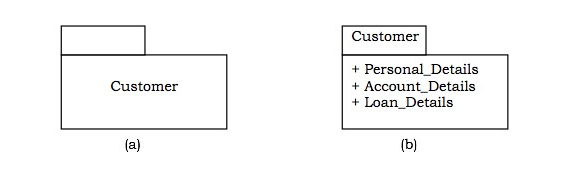 Customer
(a)
Customer
+ Personal_Details
+ Account_Details
+ Loan_Details
(b)